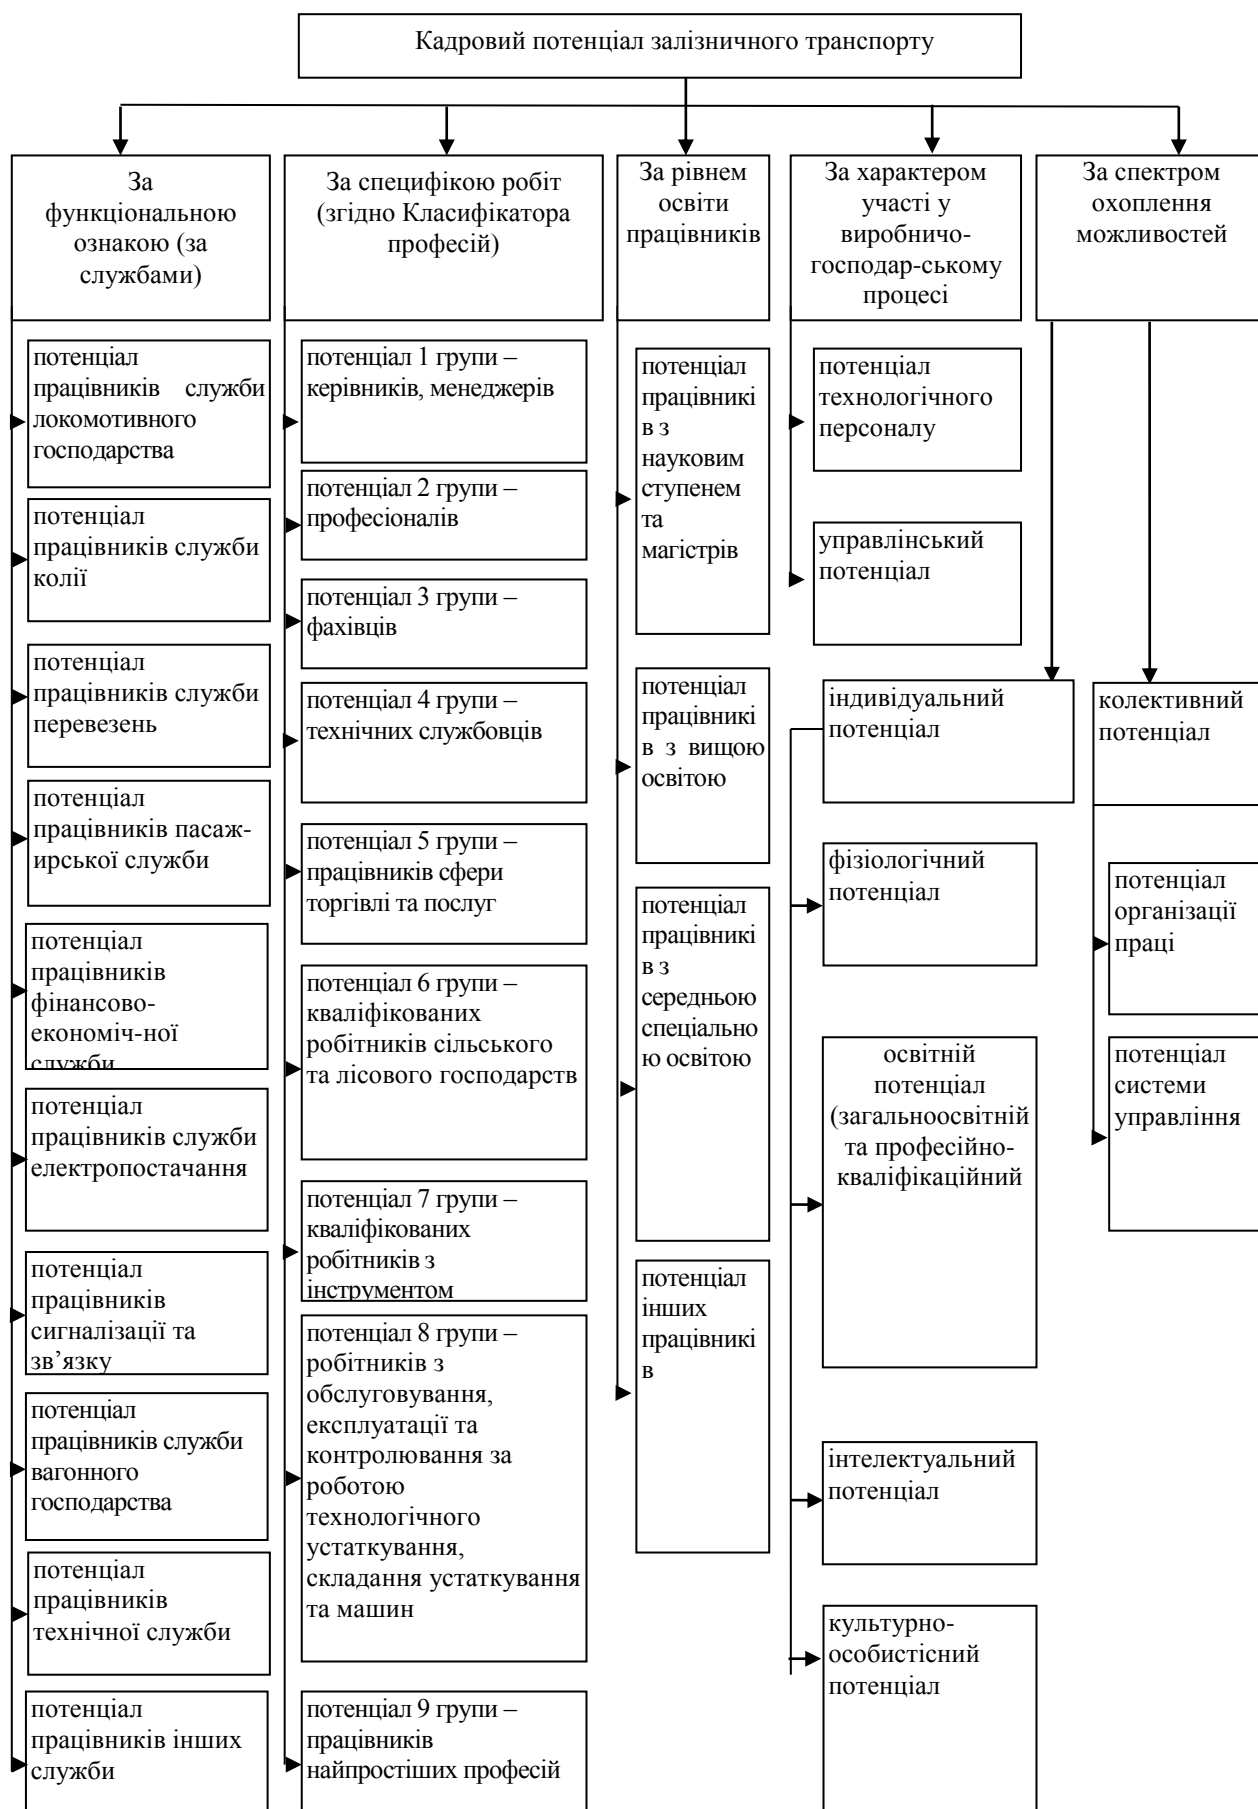 Кадровий потенціал залізничного транспорту
За
функціональною
ознакою (за
службами)
потенціал
працівників служби
локомотивного
господарства
потенціал
працівників служби
колії
потенціал
працівників служби
перевезень
потенціал
працівників пасаж-
ирської служби
потенціал
працівників
фінансово-
економіч-ної
служби
потенціал
працівників служби
електропостачання
потенціал
працівників
сигналізації та
зв’язку
потенціал
працівників служби
вагонного
господарства
потенціал
працівників
технічної служби
потенціал
працівників інших
служби
За специфікою робіт
(згідно Класифікатора
професій)
потенціал 1 групи –
керівників, менеджерів
потенціал 2 групи –
професіоналів
потенціал 3 групи –
фахівців
потенціал 4 групи –
технічних службовців
потенціал 5 групи –
працівників сфери
торгівлі та послуг
потенціал 6 групи –
кваліфікованих
робітників сільського
та лісового господарств
потенціал 7 групи –
кваліфікованих
робітників з
інструментом
потенціал 8 групи –
робітників з
обслуговування,
експлуатації та
контролювання за
роботою
технологічного
устаткування,
складання устаткування
та машин
потенціал 9 групи –
працівників
найпростіших професій
За рівнем
освіти
працівників
потенціал
працівникі
в з
науковим
ступенем
та
магістрів
потенціал
працівникі
в з вищою
освітою
потенціал
працівникі
в з
середньою
спеціально
ю освітою
потенціал
інших
працівникі
в
За характером
участі у
виробничо-
господар-ському
процесі
потенціал
технологічного
персоналу
управлінський
потенціал
За спектром
охоплення
можливостей
індивідуальний
потенціал
фізіологічний
потенціал
освітній
потенціал
(загальноосвітній
та професійно-
кваліфікаційний
інтелектуальний
потенціал
культурно-
особистісний
потенціал
колективний
потенціал
потенціал
організації
праці
потенціал
системи
управління